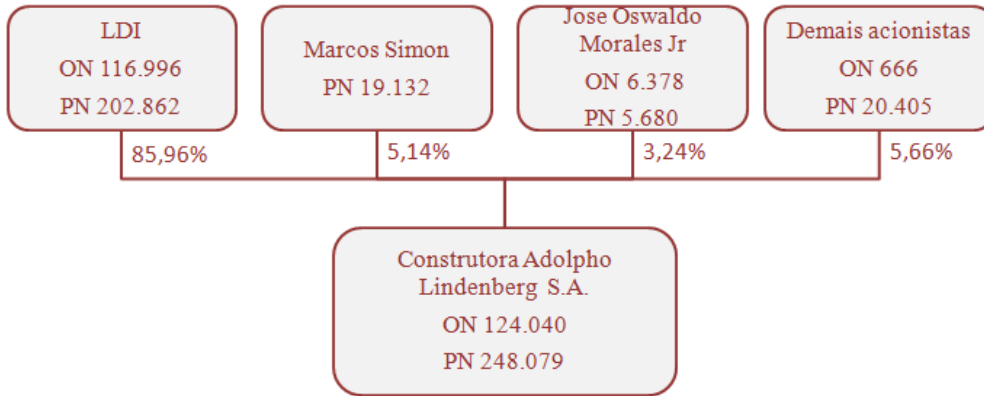 LDI
ON 116.996
PN 202.862
Marcos Simon
PN 19.132
Jose Oswaldo
Morales Jr
ON 6.378
PN 5.680
Demais acionistas
ON 666
PN 20.405
85,96%
5,14%
3,24%
5,66%
Construtora Adolpho
Lindenberg S.A.
ON 124.040
PN 248.079